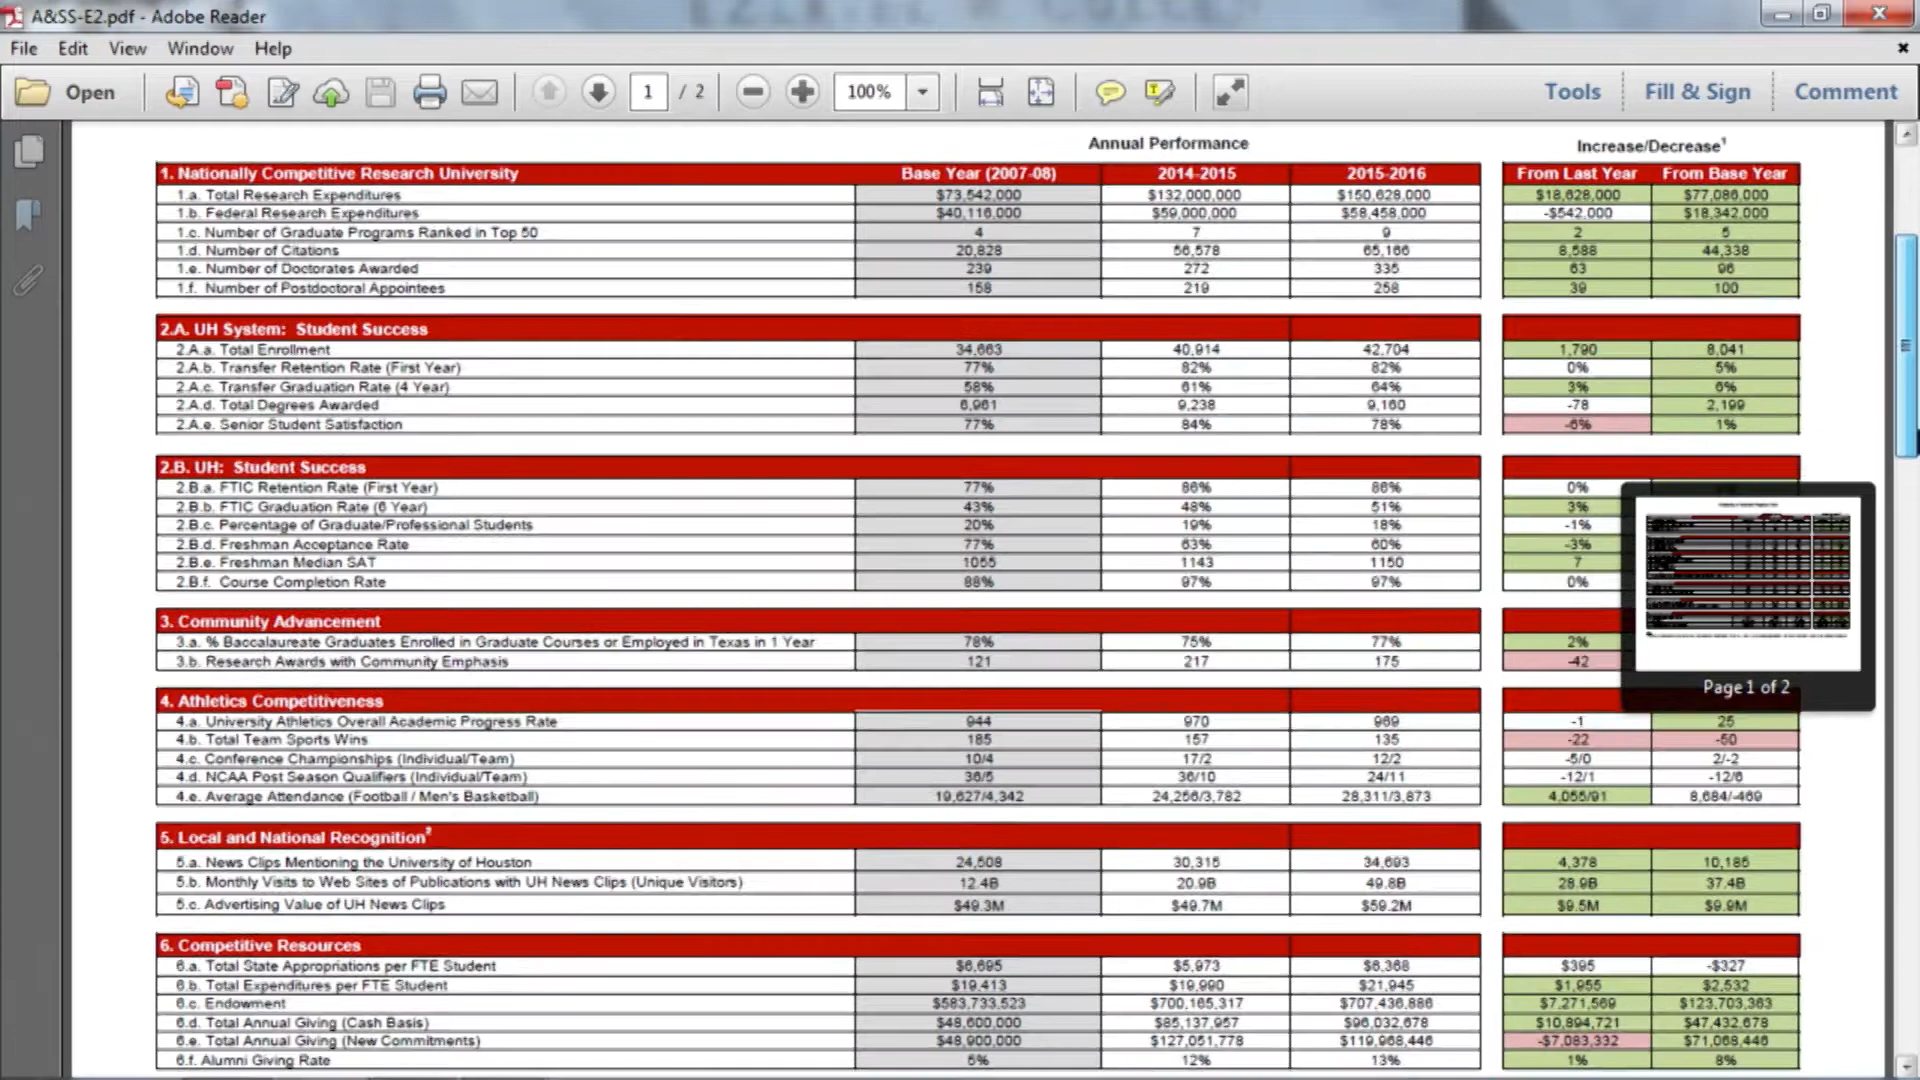 A&SS-E2.pdf - Adobe Reader
File Edit View Window Help
Open 1 / 2 100% Tools Fill & Sign Comment
Annual Performance Increase/Decrease¹
1. Nationally Competitive Research University Base Year (2007-08) 2014-2015 2015-2016 From Last Year From Base Year
1.a. Total Research Expenditures $73,542,000 $132,000,000 $150,628,000 $18,628,000 $77,086,000
1.b. Federal Research Expenditures $40,116,000 $59,000,000 $58,458,000 -$542,000 $18,342,000
1.c. Number of Graduate Programs Ranked in Top 50 4 7 9 2 5
1.d. Number of Citations 20,828 56,578 65,166 8,588 44,338
1.e. Number of Doctorates Awarded 239 272 335 63 96
1.f. Number of Postdoctoral Appointees 158 219 258 39 100
2.A. UH System: Student Success
2.A.a. Total Enrollment 34,663 40,914 42,704 1,790 8,041
2.A.b. Transfer Retention Rate (First Year) 77% 82% 82% 0% 5%
2.A.c. Transfer Graduation Rate (4 Year) 58% 61% 64% 3% 6%
2.A.d. Total Degrees Awarded 6,961 9,238 9,160 -78 2,199
2.A.e. Senior Student Satisfaction 77% 84% 78% -6% 1%
2.B. UH: Student Success
2.B.a. FTIC Retention Rate (First Year) 77% 86% 86% 0%
2.B.b. FTIC Graduation Rate (6 Year) 43% 48% 51% 3%
2.B.c. Percentage of Graduate/Professional Students 20% 19% 18% -1%
2.B.d. Freshman Acceptance Rate 77% 63% 60% -3%
2.B.e. Freshman Median SAT 1055 1143 1150 7
2.B.f. Course Completion Rate 88% 97% 97% 0%
3. Community Advancement
3.a. % Baccalaureate Graduates Enrolled in Graduate Courses or Employed in Texas in 1 Year 78% 75% 77% 2%
3.b. Research Awards with Community Emphasis 121 217 175 -42
Page 1 of 2
4. Athletics Competitiveness
4.a. University Athletics Overall Academic Progress Rate 944 970 969 -1 25
4.b. Total Team Sports Wins 185 157 135 -22 -50
4.c. Conference Championships (Individual/Team) 10/4 17/2 12/2 -5/0 2/-2
4.d. NCAA Post Season Qualifiers (Individual/Team) 36/5 36/10 24/11 -12/1 -12/6
4.e. Average Attendance (Football / Men's Basketball) 19,627/4,342 24,256/3,782 28,311/3,873 4,055/91 8,684/-469
5. Local and National Recognition²
5.a. News Clips Mentioning the University of Houston 24,508 30,315 34,693 4,378 10,185
5.b. Monthly Visits to Web Sites of Publications with UH News Clips (Unique Visitors) 12.4B 20.9B 49.8B 28.9B 37.4B
5.c. Advertising Value of UH News Clips $49.3M $49.7M $59.2M $9.5M $9.9M
6. Competitive Resources
6.a. Total State Appropriations per FTE Student $6,695 $5,973 $6,368 $395 -$327
6.b. Total Expenditures per FTE Student $19,413 $19,990 $21,945 $1,955 $2,532
6.c. Endowment $583,733,523 $700,165,317 $707,436,886 $7,271,569 $123,703,363
6.d. Total Annual Giving (Cash Basis) $48,600,000 $85,137,957 $96,032,678 $10,894,721 $47,432,678
6.e. Total Annual Giving (New Commitments) $48,900,000 $127,051,778 $119,968,446 -$7,083,332 $71,068,446
6.f. Alumni Giving Rate 5% 12% 13% 1% 8%